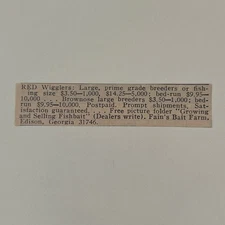 RED Wigglers: Large, prime grade breeders or fish-
ing size $3.50—1,000, $14.25—5,000; bed-run $9.95—
10,000 . . . . Brownnose large breeders $3.50—1,000; bed-
run $9.95—10,000. Postpaid. Prompt shipments. Sat-
isfaction guaranteed. . . . Free picture folder "Growing
and Selling Fishbait" (Dealers write). Fain's Bait Farm,
Edison, Georgia 31746.